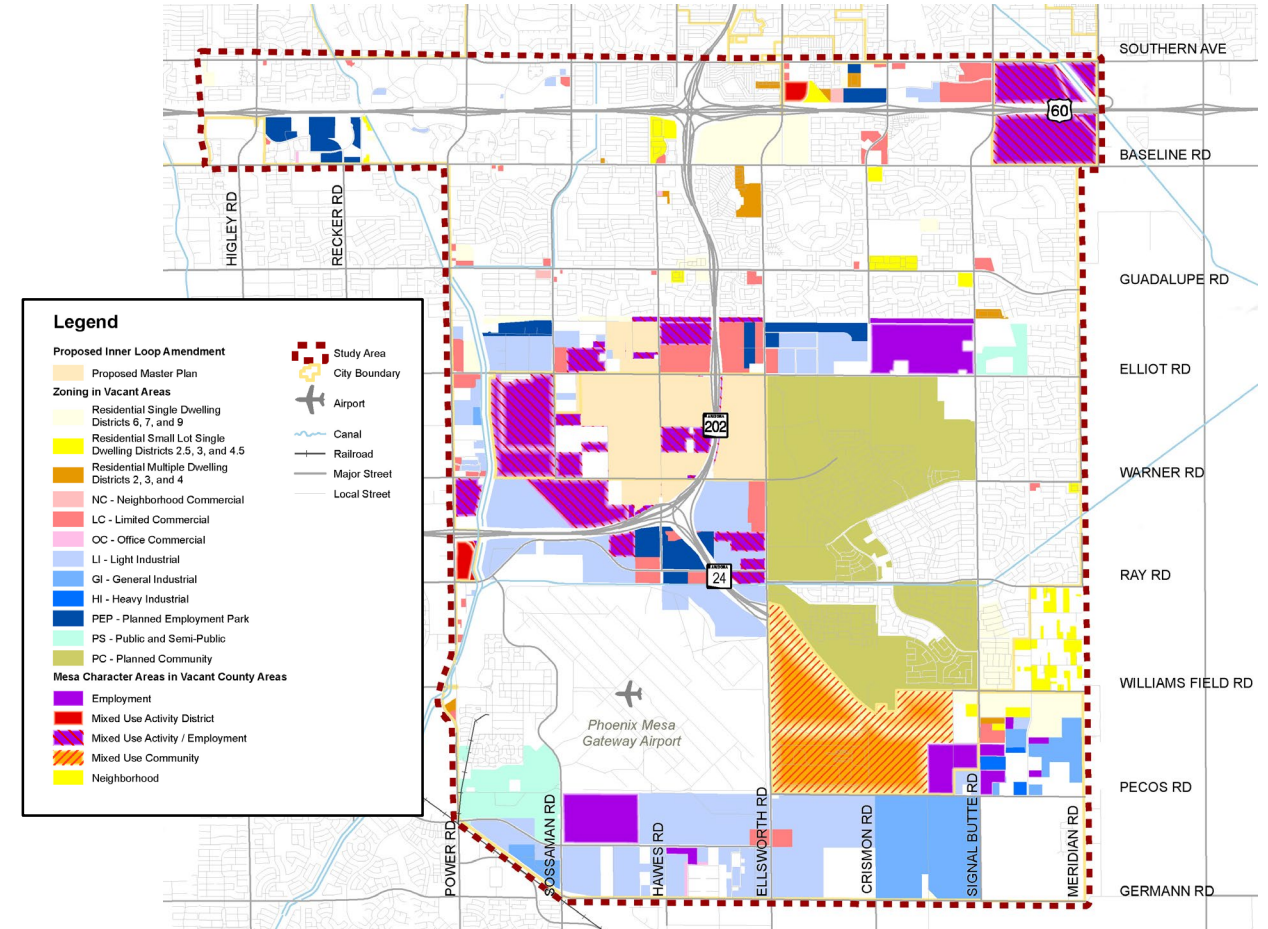 SOUTHERN AVE
60
BASELINE RD
HIGLEY RD
RECKER RD
GUADALUPE RD
Legend
Proposed Inner Loop Amendment
Proposed Master Plan
Zoning in Vacant Areas
Residential Single Dwelling
Districts 6, 7, and 9
Residential Small Lot Single
Dwelling Districts 2.5, 3, and 4.5
Residential Multiple Dwelling
Districts 2, 3, and 4
NC - Neighborhood Commercial
LC - Limited Commercial
OC - Office Commercial
LI - Light Industrial
GI - General Industrial
HI - Heavy Industrial
PEP - Planned Employment Park
PS - Public and Semi-Public
PC - Planned Community
Mesa Character Areas in Vacant County Areas
Employment
Mixed Use Activity District
Mixed Use Activity / Employment
Mixed Use Community
Neighborhood
Study Area
City Boundary
Airport
Canal
Railroad
Major Street
Local Street
ELLIOT RD
202
WARNER RD
RAY RD
24
WILLIAMS FIELD RD
Phoenix Mesa
Gateway Airport
PECOS RD
POWER RD
SOSSAMAN RD
HAWES RD
ELLSWORTH RD
CRISMON RD
SIGNAL BUTTE RD
MERIDIAN RD
GERMANN RD